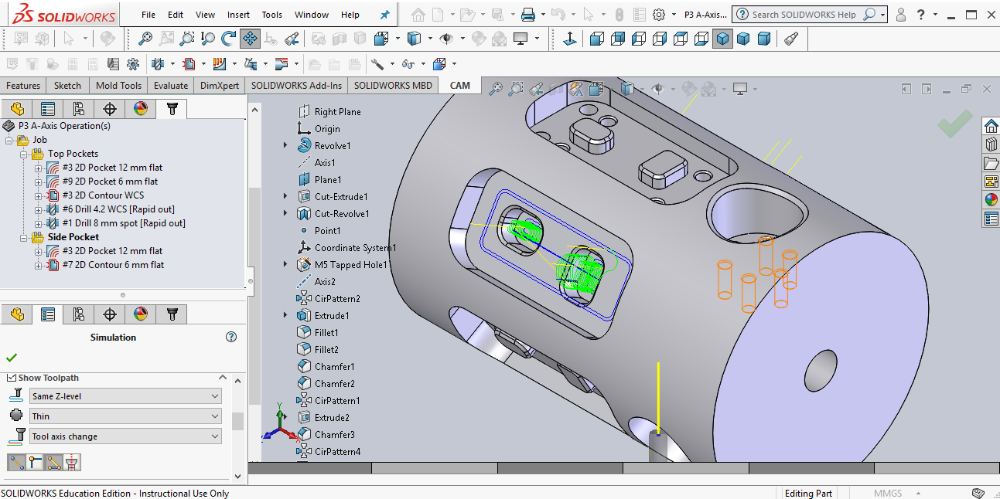 SOLIDWORKS
File Edit View Insert Tools Window Help
P3 A-Axis...
Search SOLIDWORKS Help
?
Features Sketch Mold Tools Evaluate DimXpert SOLIDWORKS Add-Ins SOLIDWORKS MBD CAM
P3 A-Axis Operation(s)
Job
Top Pockets
#3 2D Pocket 12 mm flat
#9 2D Pocket 6 mm flat
#3 2D Contour WCS
#6 Drill 4.2 WCS [Rapid out]
#1 Drill 8 mm spot [Rapid out]
Side Pocket
#3 2D Pocket 12 mm flat
#7 2D Contour 6 mm flat
Simulation
?
Show Toolpath
Same Z-level
Thin
Tool axis change
Right Plane
Origin
Revolve1
Axis1
Plane1
Cut-Extrude1
Cut-Revolve1
Point1
Coordinate System1
M5 Tapped Hole1
Axis2
CirPattern2
Extrude1
Fillet1
Fillet2
Chamfer1
Chamfer2
CirPattern1
Extrude2
Chamfer3
CirPattern4
Y
X
Z
SOLIDWORKS Education Edition - Instructional Use Only
Editing Part
MMGS